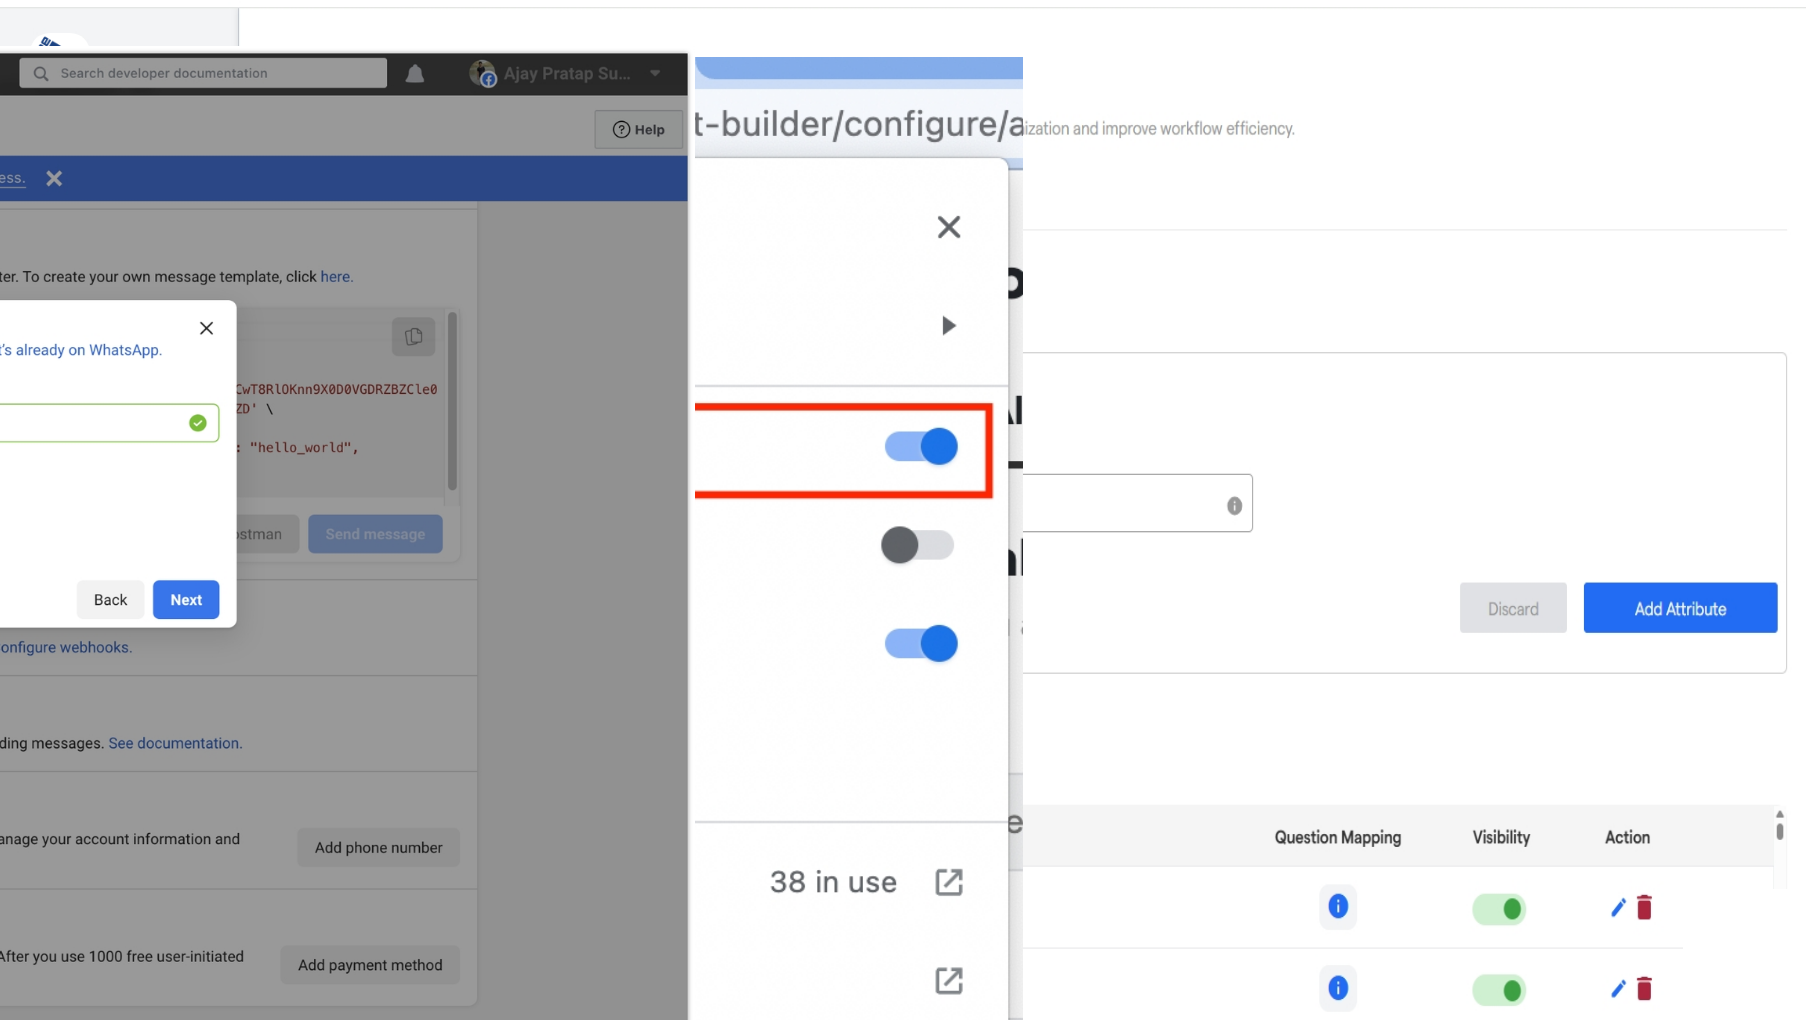 Search developer documentation
Ajay Pratap Su...
Help
ess.
ter. To create your own message template, click here.
t's already on WhatsApp.
CwT8RlOKnn9X0D0VGDRZBZCle0
ZD' \
: "hello_world",
ostman
Send message
Back
Next
onfigure webhooks.
ding messages. See documentation.
anage your account information and
Add phone number
After you use 1000 free user-initiated
Add payment method
t-builder/configure/a
38 in use
ization and improve workflow efficiency.
Discard
Add Attribute
Question Mapping
Visibility
Action